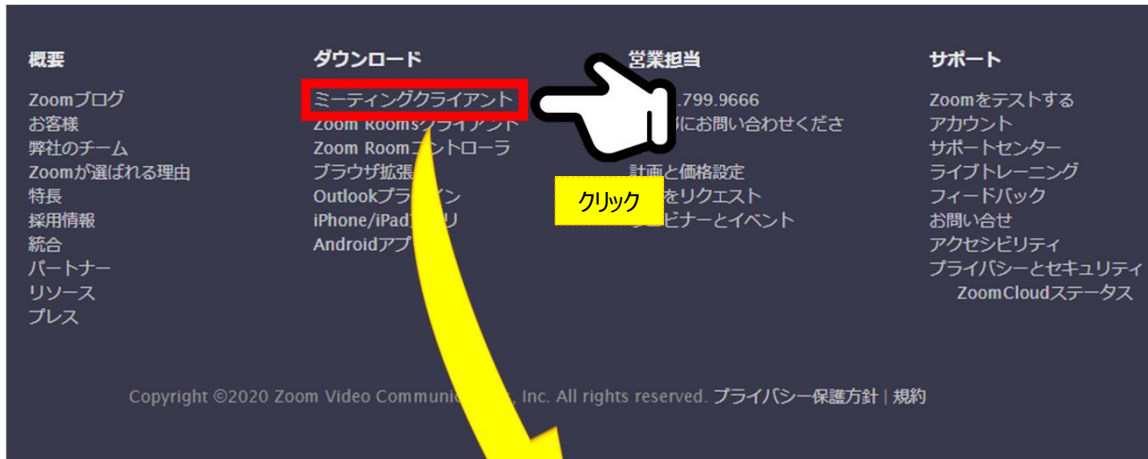 概要
Zoomブログ
お客様
弊社のチーム
Zoomが選ばれる理由
特長
採用情報
統合
パートナー
リソース
プレス
ダウンロード
ミーティングクライアント
Zoom Roomsクライアント
Zoom Roomコントローラ
ブラウザ拡張
Outlookプラ イン
iPhone/iPad リ
Androidアプ
営業担当
.799.9666
にお問い合わせくださ
計画と価格設定
をリクエスト
ビナーとイベント
クリック
サポート
Zoomをテストする
アカウント
サポートセンター
ライブトレーニング
フィードバック
お問い合せ
アクセシビリティ
プライバシーとセキュリティ
ZoomCloudステータス
Copyright ©2020 Zoom Video , Inc. All rights reserved. プライバシー保護方針 | 規約